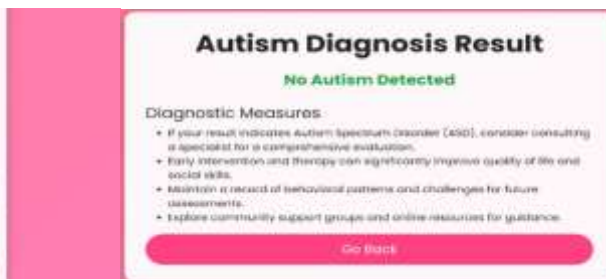 Autism Diagnosis Result
No Autism Detected
Diagnostic Measures
• If your result indicates Autism Spectrum Disorder (ASD), consider consulting
a specialist for a comprehensive evaluation.
• Early intervention and therapy can significantly improve quality of life and
social skills.
• Maintain a record of behavioral patterns and challenges for future
assessments.
• Explore community support groups and online resources for guidance.
Go Back